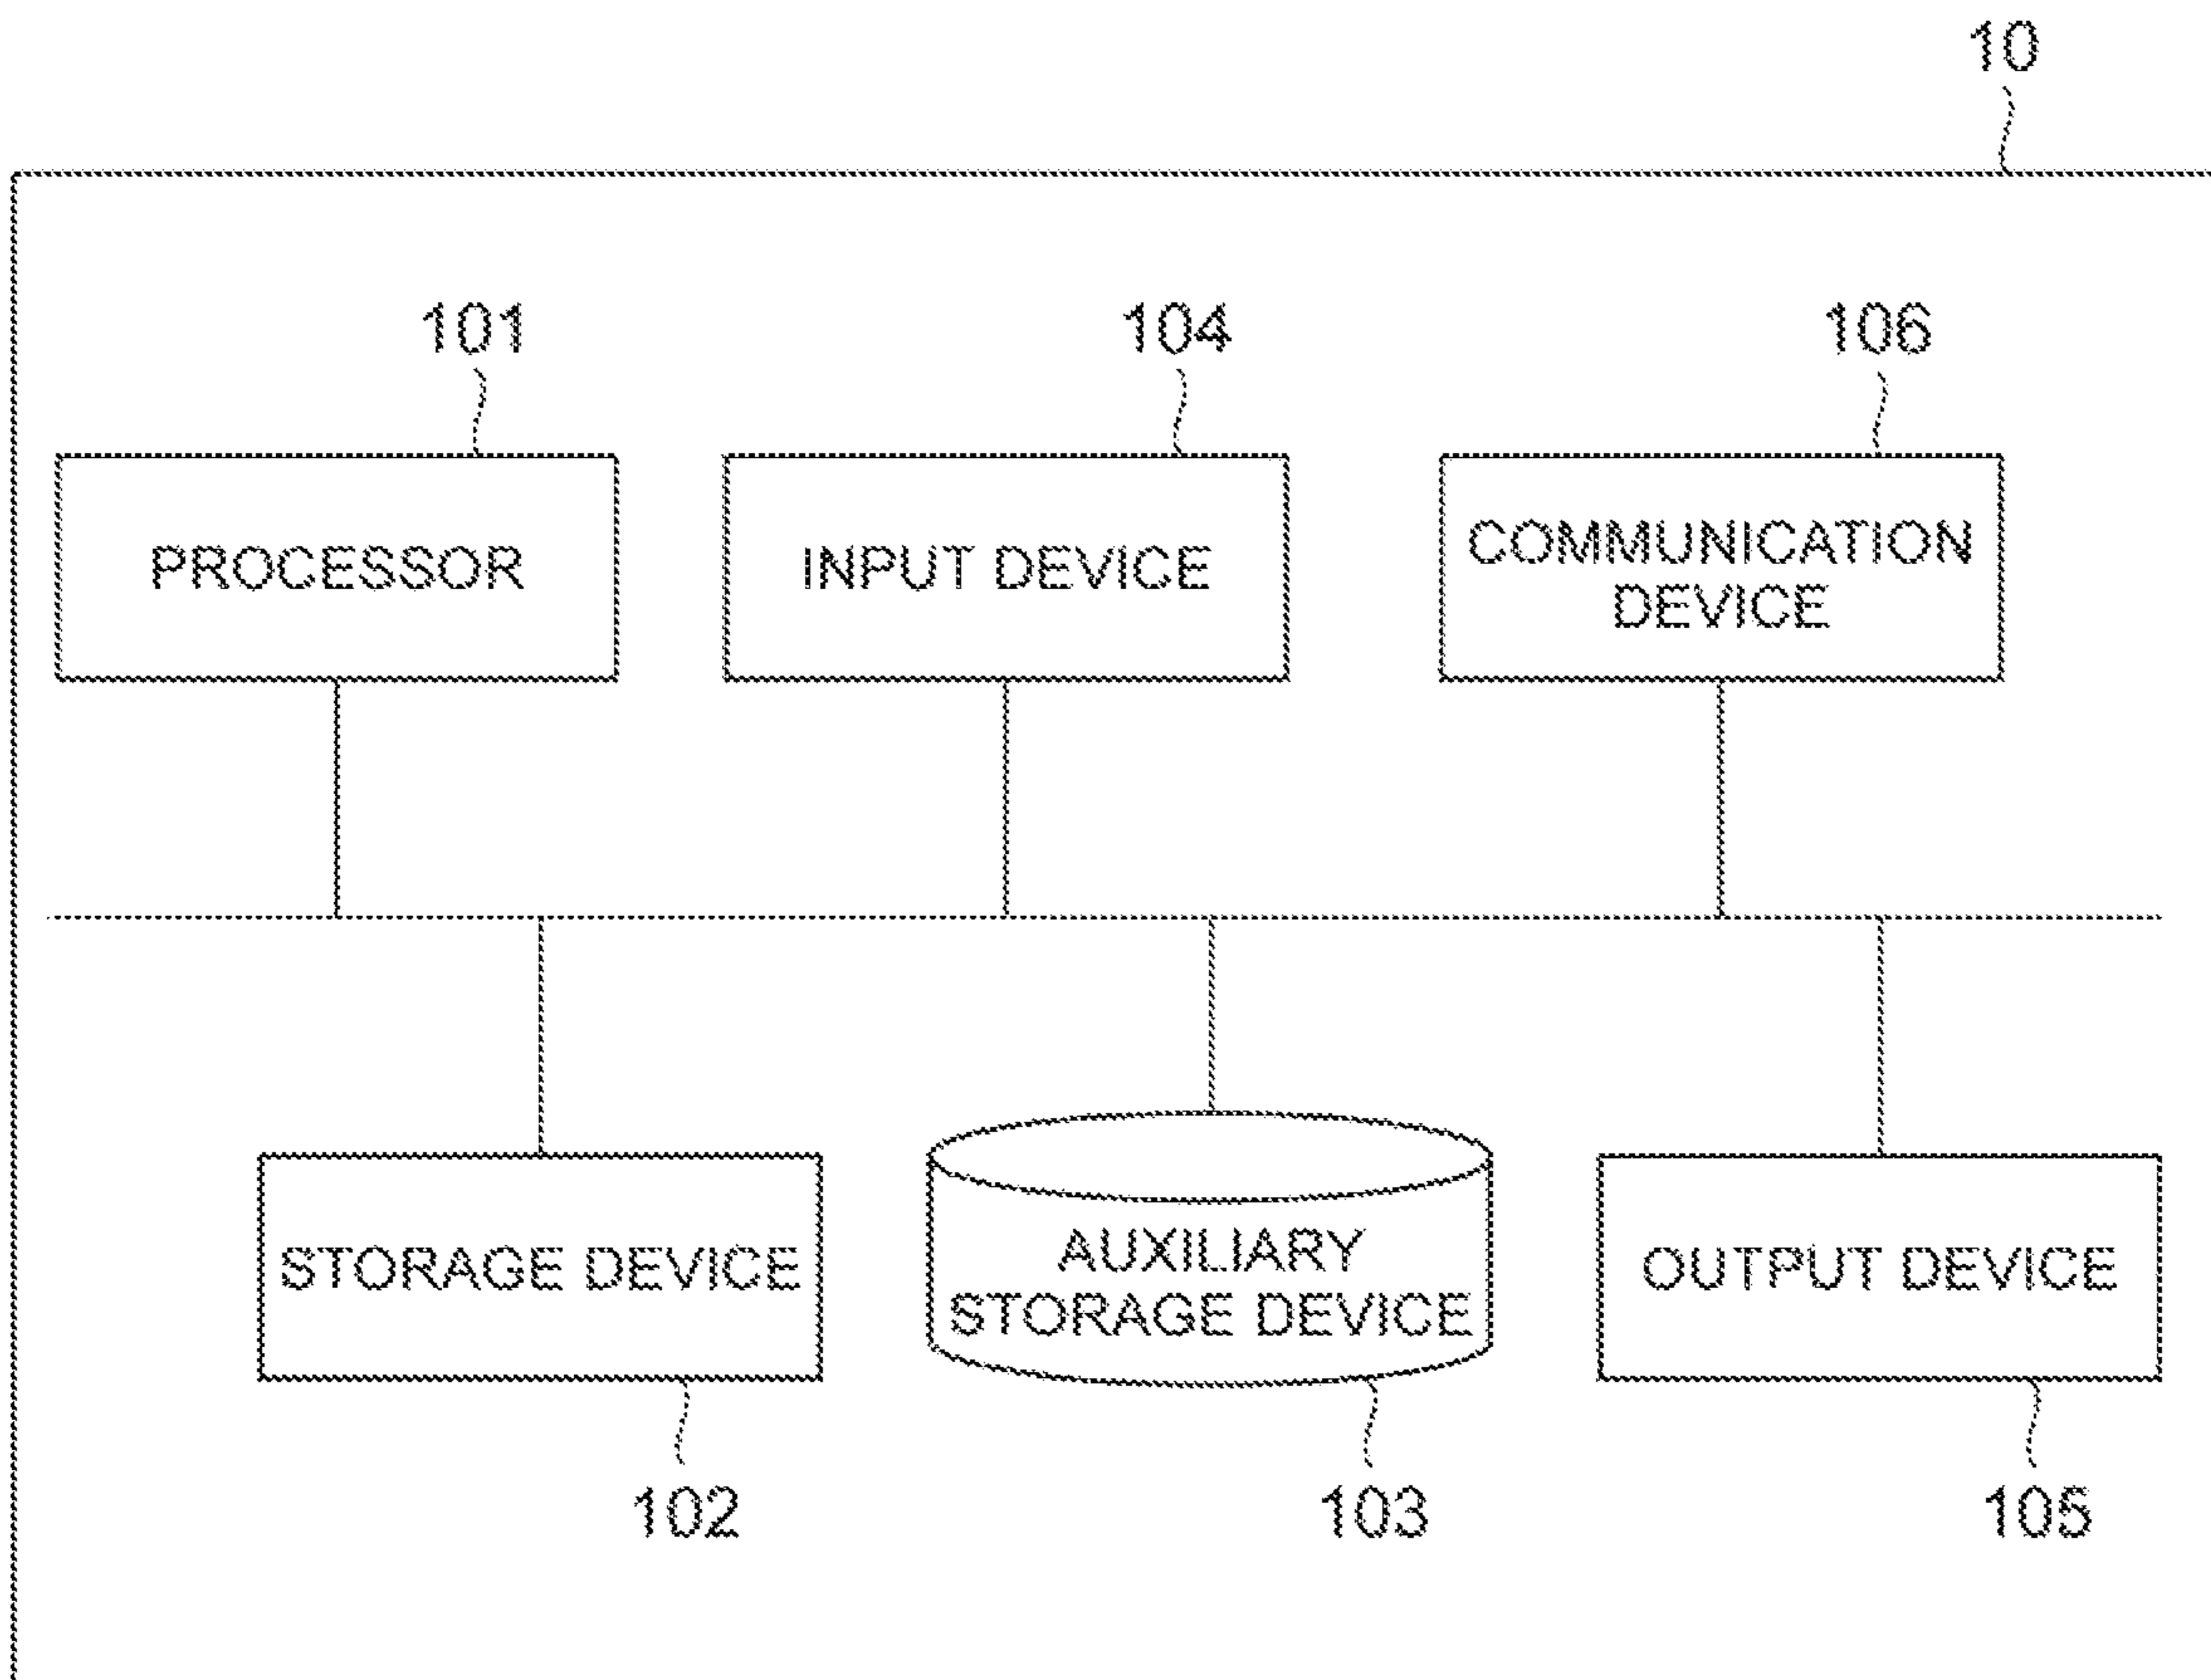 10
101
104
106
PROCESSOR
INPUT DEVICE
COMMUNICATION
DEVICE
STORAGE DEVICE
AUXILIARY
STORAGE DEVICE
OUTPUT DEVICE
102
103
105